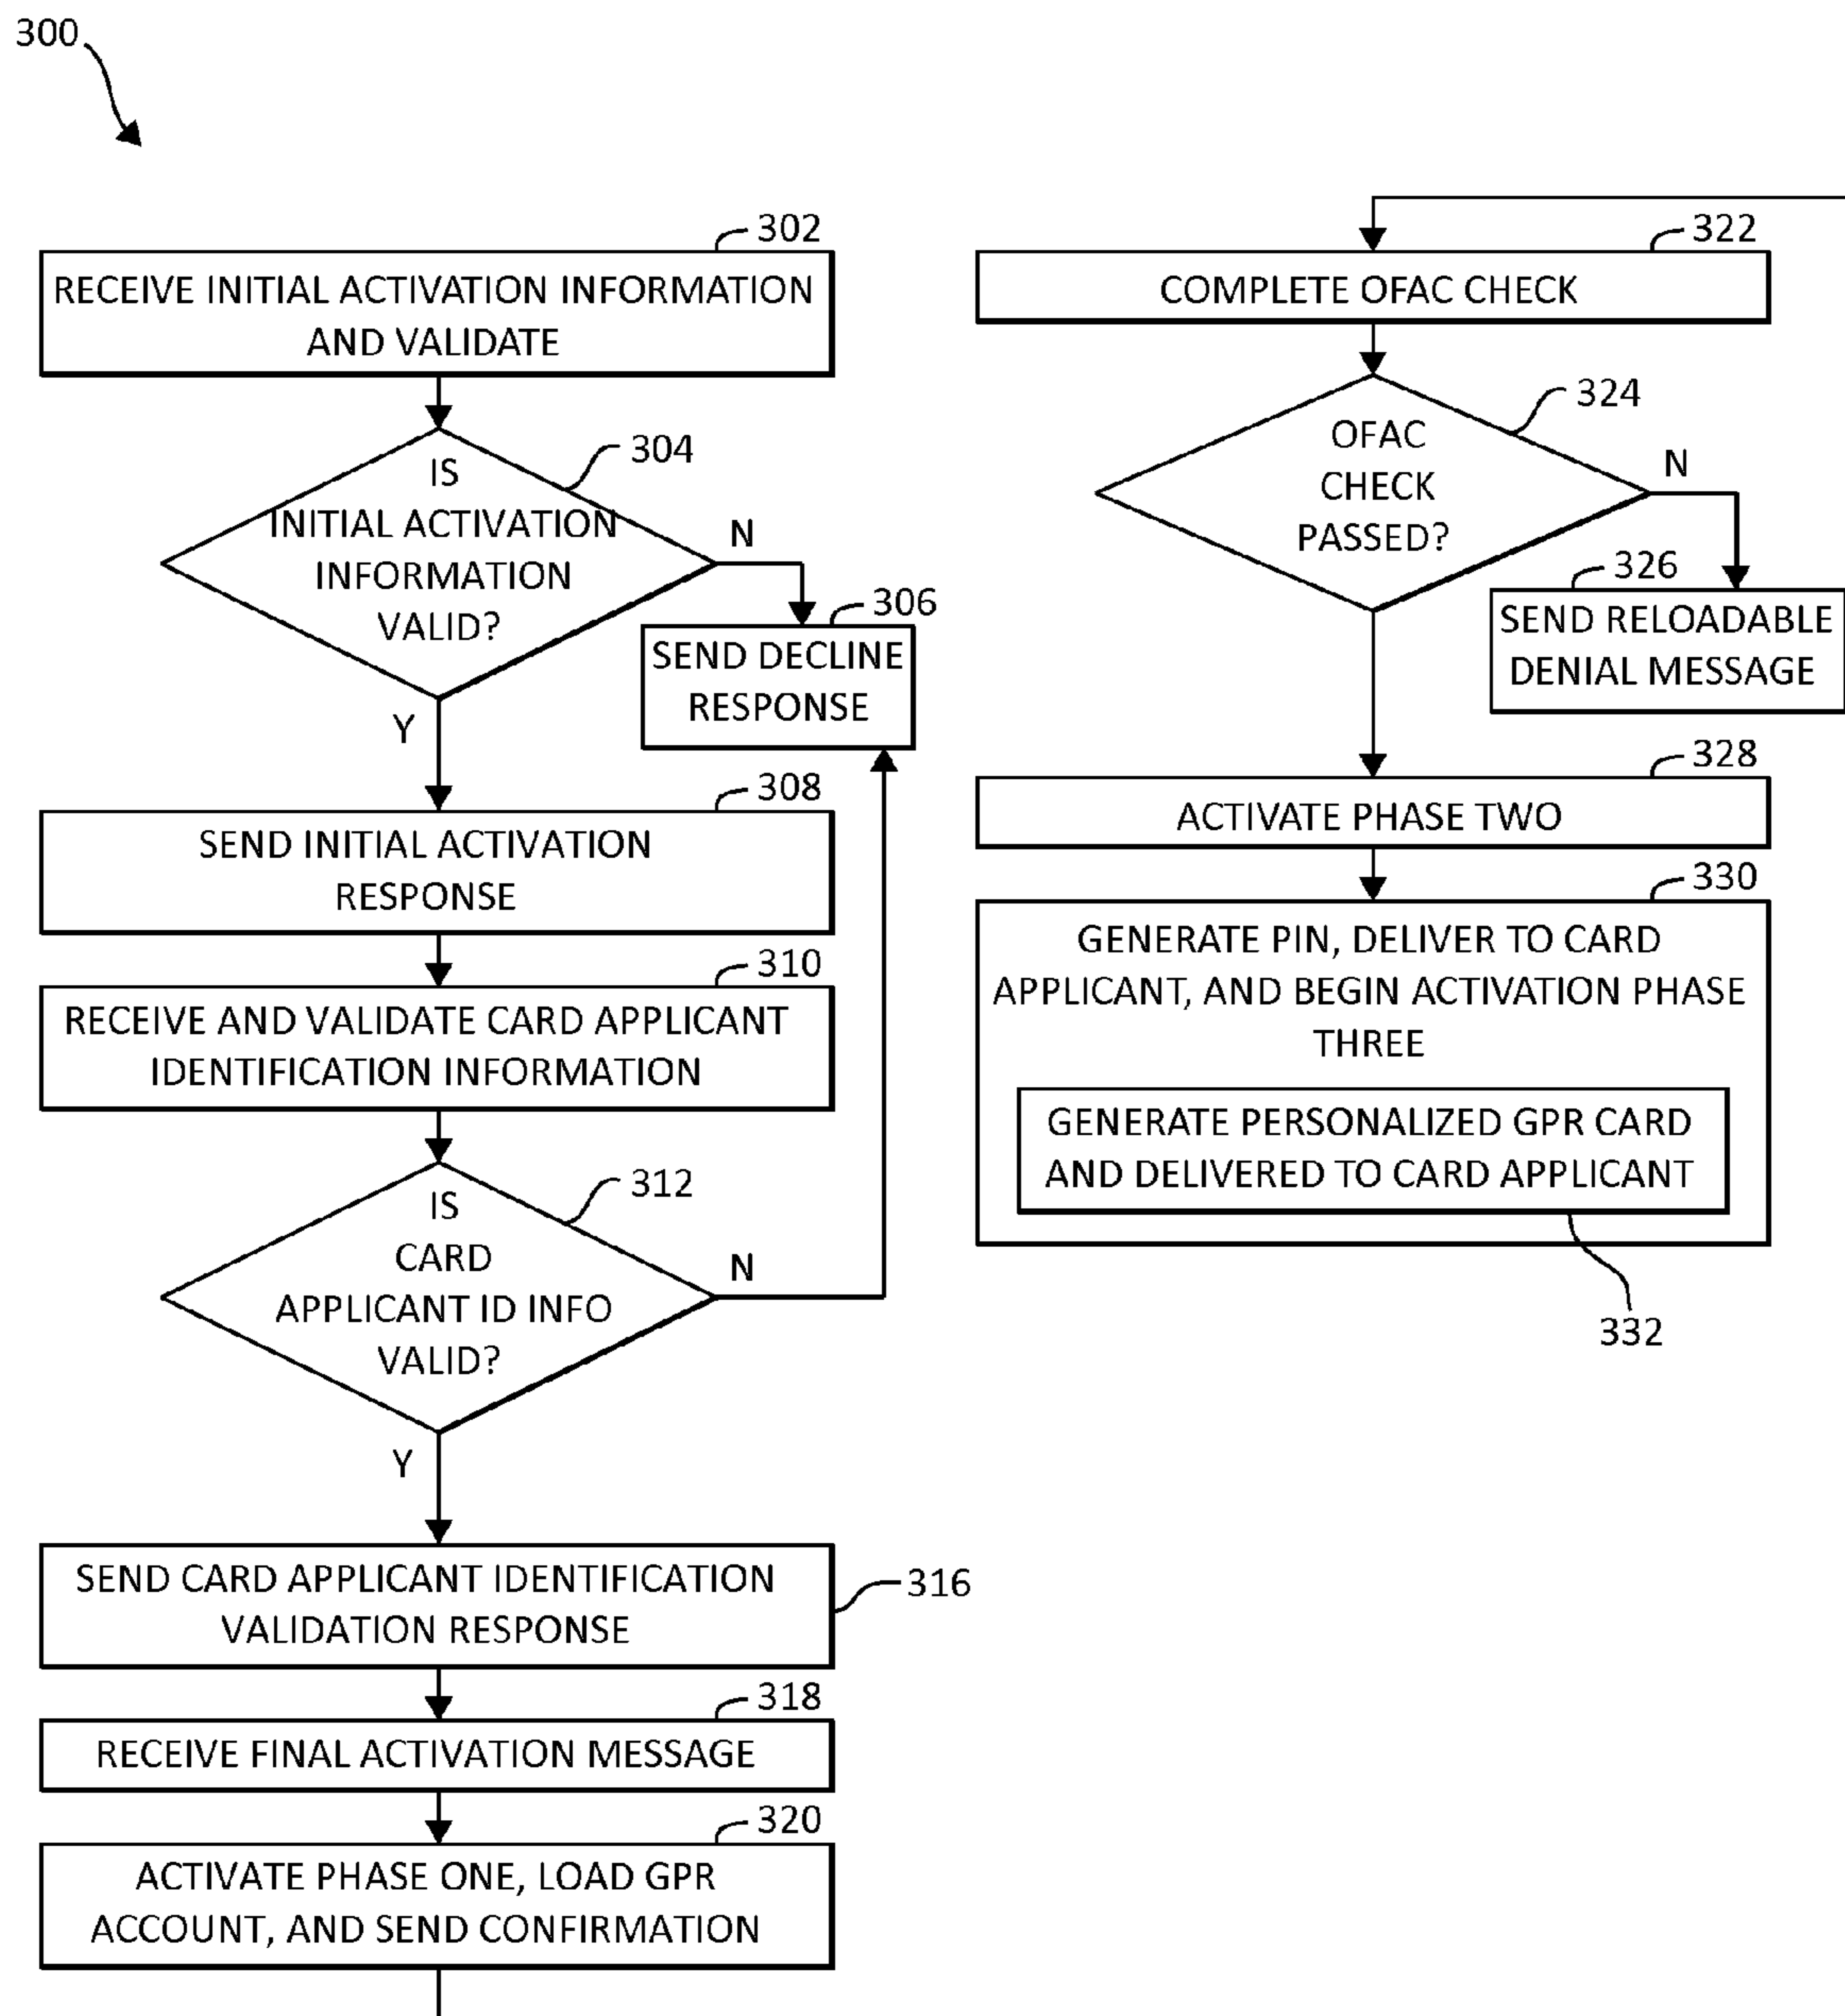 300
302
RECEIVE INITIAL ACTIVATION INFORMATION
AND VALIDATE
304
IS
INITIAL ACTIVATION
INFORMATION
VALID?
N
306
SEND DECLINE
RESPONSE
Y
308
SEND INITIAL ACTIVATION
RESPONSE
310
RECEIVE AND VALIDATE CARD APPLICANT
IDENTIFICATION INFORMATION
312
IS
CARD
APPLICANT ID INFO
VALID?
N
Y
316
SEND CARD APPLICANT IDENTIFICATION
VALIDATION RESPONSE
318
RECEIVE FINAL ACTIVATION MESSAGE
320
ACTIVATE PHASE ONE, LOAD GPR
ACCOUNT, AND SEND CONFIRMATION
322
COMPLETE OFAC CHECK
324
OFAC
CHECK
PASSED?
N
326
SEND RELOADABLE
DENIAL MESSAGE
328
ACTIVATE PHASE TWO
330
GENERATE PIN, DELIVER TO CARD
APPLICANT, AND BEGIN ACTIVATION PHASE
THREE
GENERATE PERSONALIZED GPR CARD
AND DELIVERED TO CARD APPLICANT
332